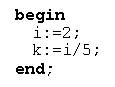 begin
  i:=2;
  k:=i/5;
end;